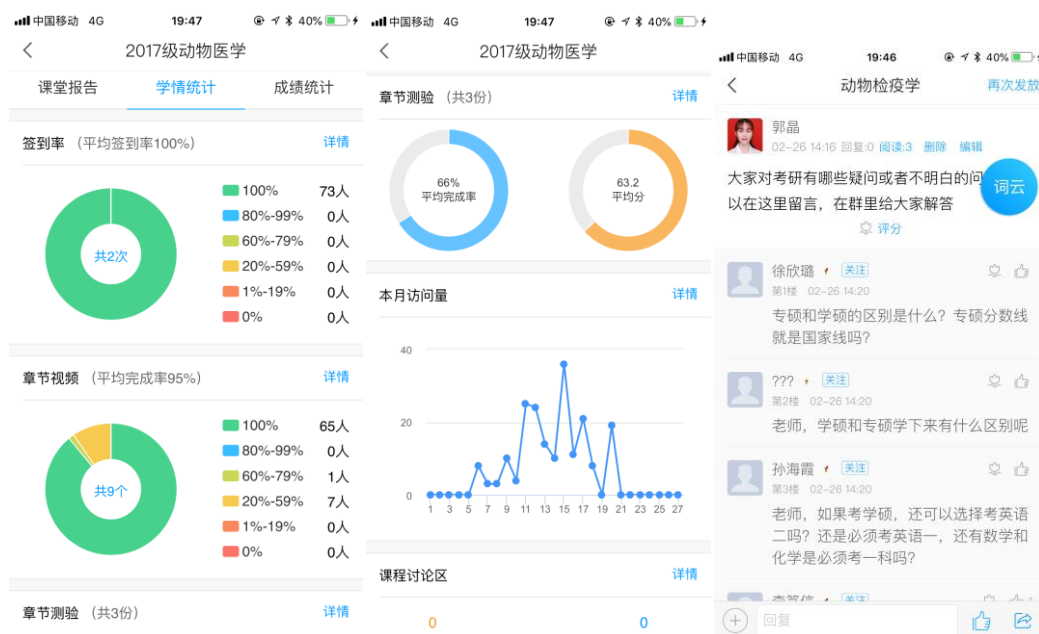 中国移动 4G 19:47 40%
2017级动物医学
课堂报告 学情统计 成绩统计
签到率 (平均签到率100%) 详情
共2次
100% 73人
80%-99% 0人
60%-79% 0人
20%-59% 0人
1%-19% 0人
0% 0人
章节视频 (平均完成率95%) 详情
共9个
100% 65人
80%-99% 0人
60%-79% 1人
20%-59% 7人
1%-19% 0人
0% 0人
章节测验 (共3份) 详情
中国移动 4G 19:47 40%
2017级动物医学
章节测验 (共3份) 详情
66%
平均完成率
63.2
平均分
本月访问量 详情
40
20
0
1 3 5 7 9 11 13 15 17 19 21 23 25 27
课程讨论区 详情
0 0
中国移动 4G 19:46 40%
动物检疫学 再次发放
郭晶
02-26 14:16 回复:0 阅读:3 删除 编辑
大家对考研有哪些疑问或者不明白的问
以在这里留言，在群里给大家解答
词云
评分
徐欣璐 关注
第1楼 02-26 14:20
专硕和学硕的区别是什么？专硕分数线
就是国家线吗？
??? 关注
第2楼 02-26 14:20
老师，学硕和专硕学下来有什么区别呢
孙海霞 关注
第3楼 02-26 14:20
老师，如果考学硕，还可以选择考英语
二吗？还是必须考英语一，还有数学和
化学是必须考一科吗？
关注
回复